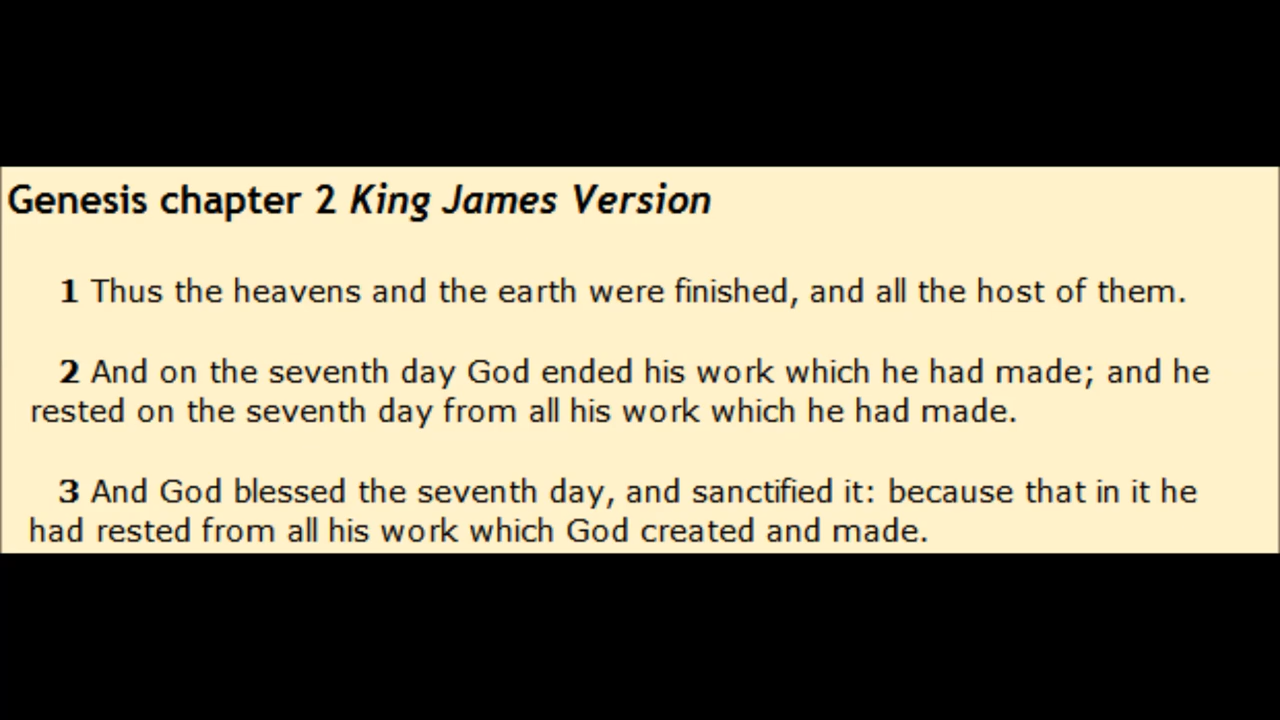 Genesis chapter 2 King James Version
1 Thus the heavens and the earth were finished, and all the host of them.
2 And on the seventh day God ended his work which he had made; and he
rested on the seventh day from all his work which he had made.
3 And God blessed the seventh day, and sanctified it: because that in it he
had rested from all his work which God created and made.